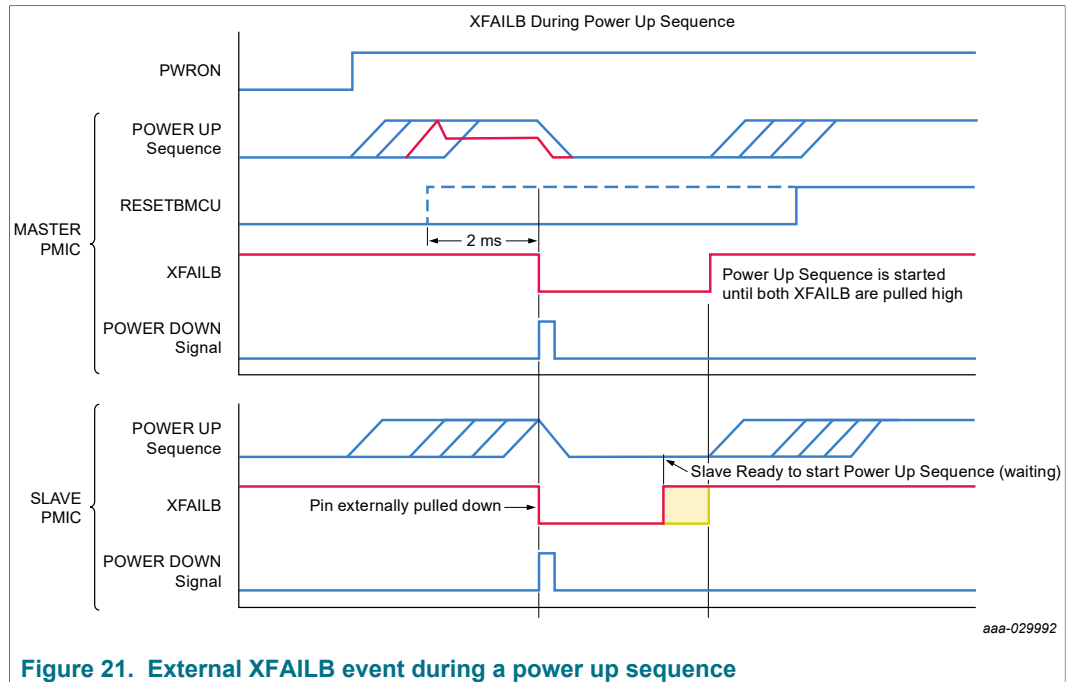 XFAILB During Power Up Sequence
PWRON
MASTER
PMIC
POWER UP
Sequence
RESETBMCU
2 ms
XFAILB
Power Up Sequence is started
until both XFAILB are pulled high
POWER DOWN
Signal
SLAVE
PMIC
POWER UP
Sequence
Slave Ready to start Power Up Sequence (waiting)
XFAILB
Pin externally pulled down
POWER DOWN
Signal
aaa-029992
Figure 21. External XFAILB event during a power up sequence